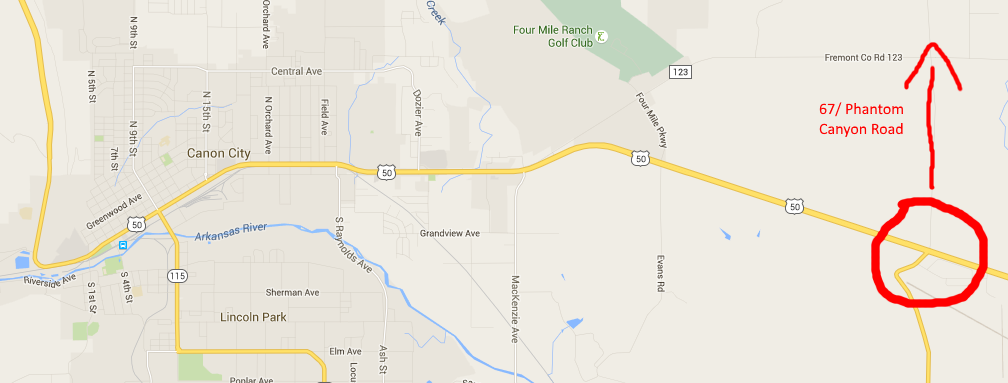 N 9th St
Orchard Ave
Creek
Four Mile Ranch
Golf Club
Fremont Co Rd 123
123
Central Ave
N 5th St
N 15th St
N Orchard Ave
Field Ave
Dozier Ave
Four Mile Pkwy
67/ Phantom
Canyon Road
N 9th St
7th St
Canon City
50
50
50
Greenwood Ave
50
Arkansas River
S Raynolds Ave
Grandview Ave
Evans Rd
Riverside Ave
S 1st St
S 4th St
115
Sherman Ave
MacKenzie Ave
Lincoln Park
Elm Ave
Ash St
Poplar Ave
Locu